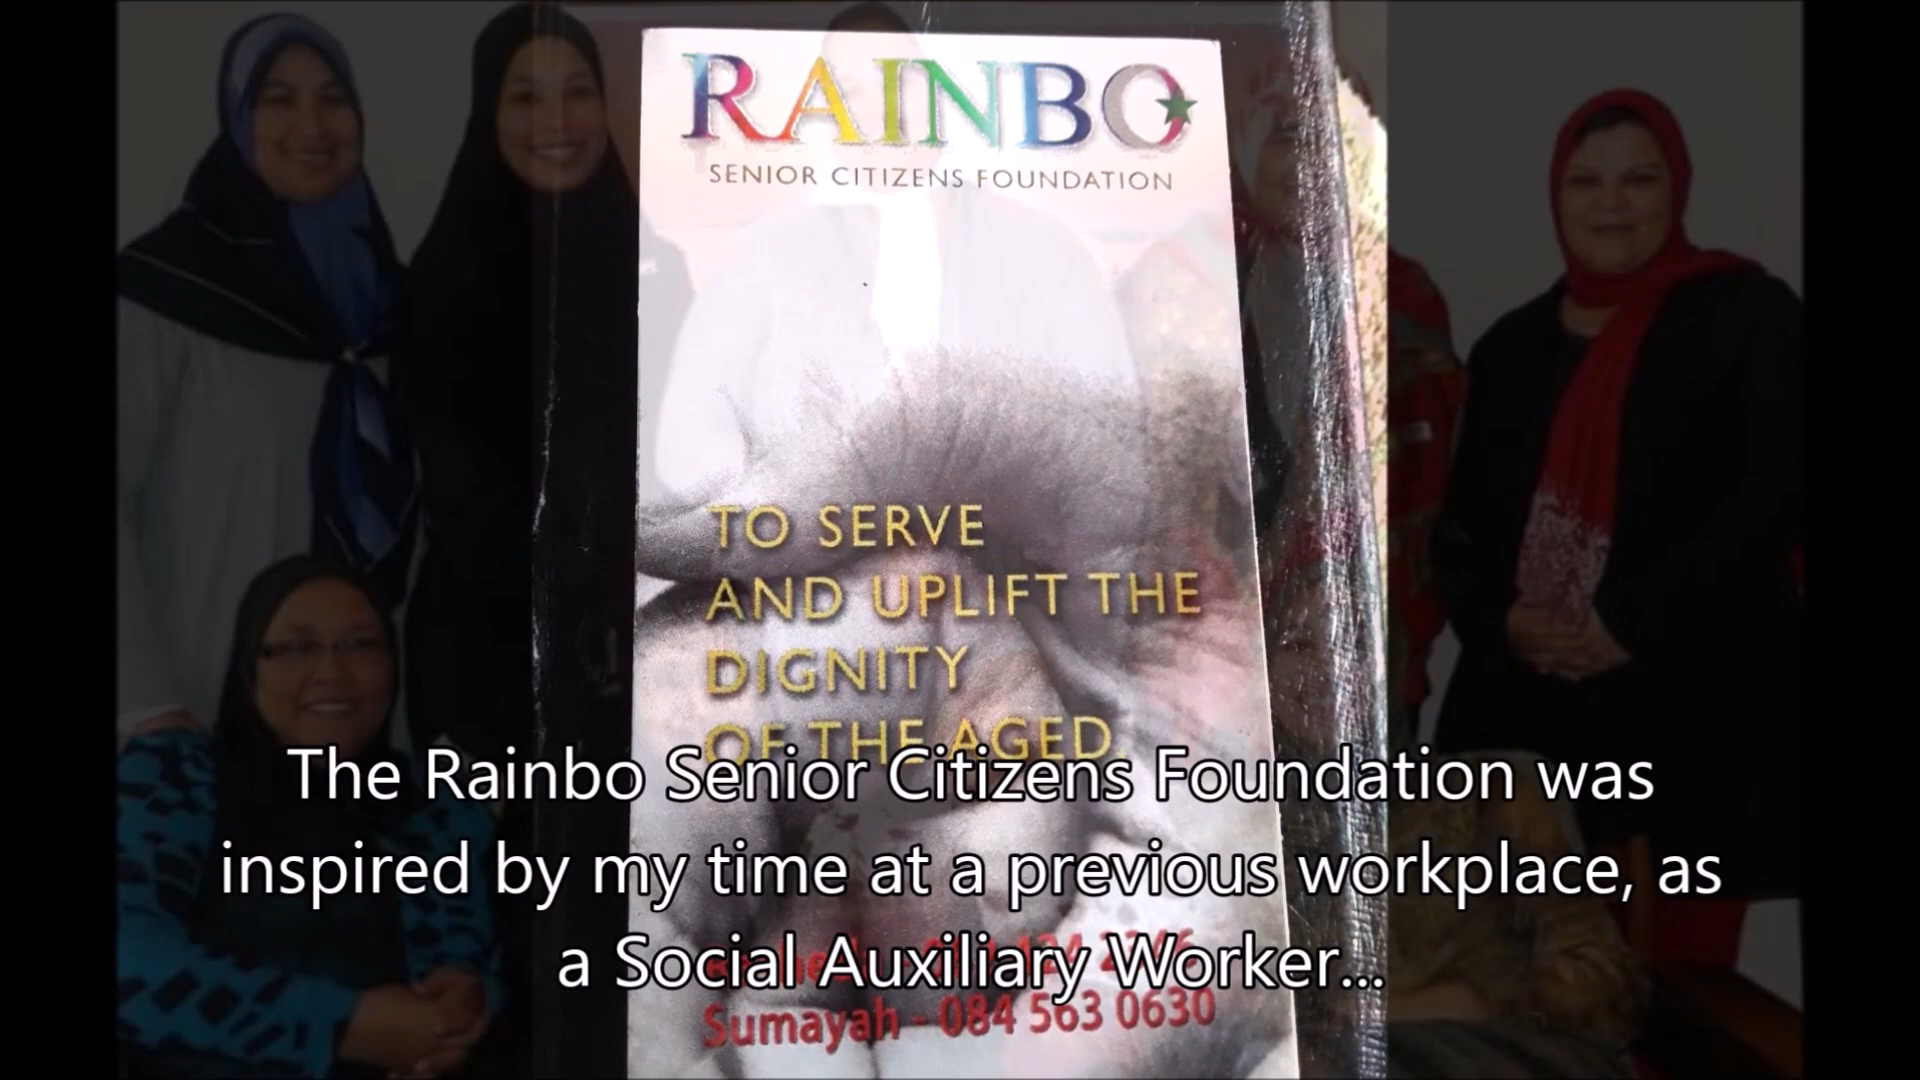 RAINBO
SENIOR CITIZENS FOUNDATION
TO SERVE
AND UPLIFT THE
DIGNITY
OF THE AGED.
The Rainbo Senior Citizens Foundation was
inspired by my time at a previous workplace, as
a Social Auxiliary Worker...
Sumayah - 084 563 0630